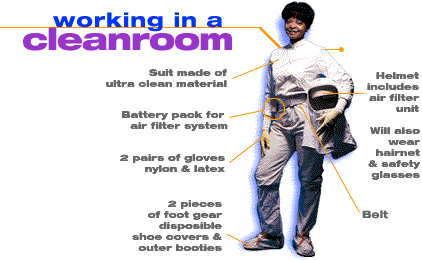 working in a
cleanroom
Suit made of
ultra clean material
Battery pack for
air filter system
2 pairs of gloves
nylon & latex
2 pieces
of foot gear
disposible
shoe covers &
outer booties
Helmet
includes
air filter
unit
Will also
wear
hairnet
& safety
glasses
Belt